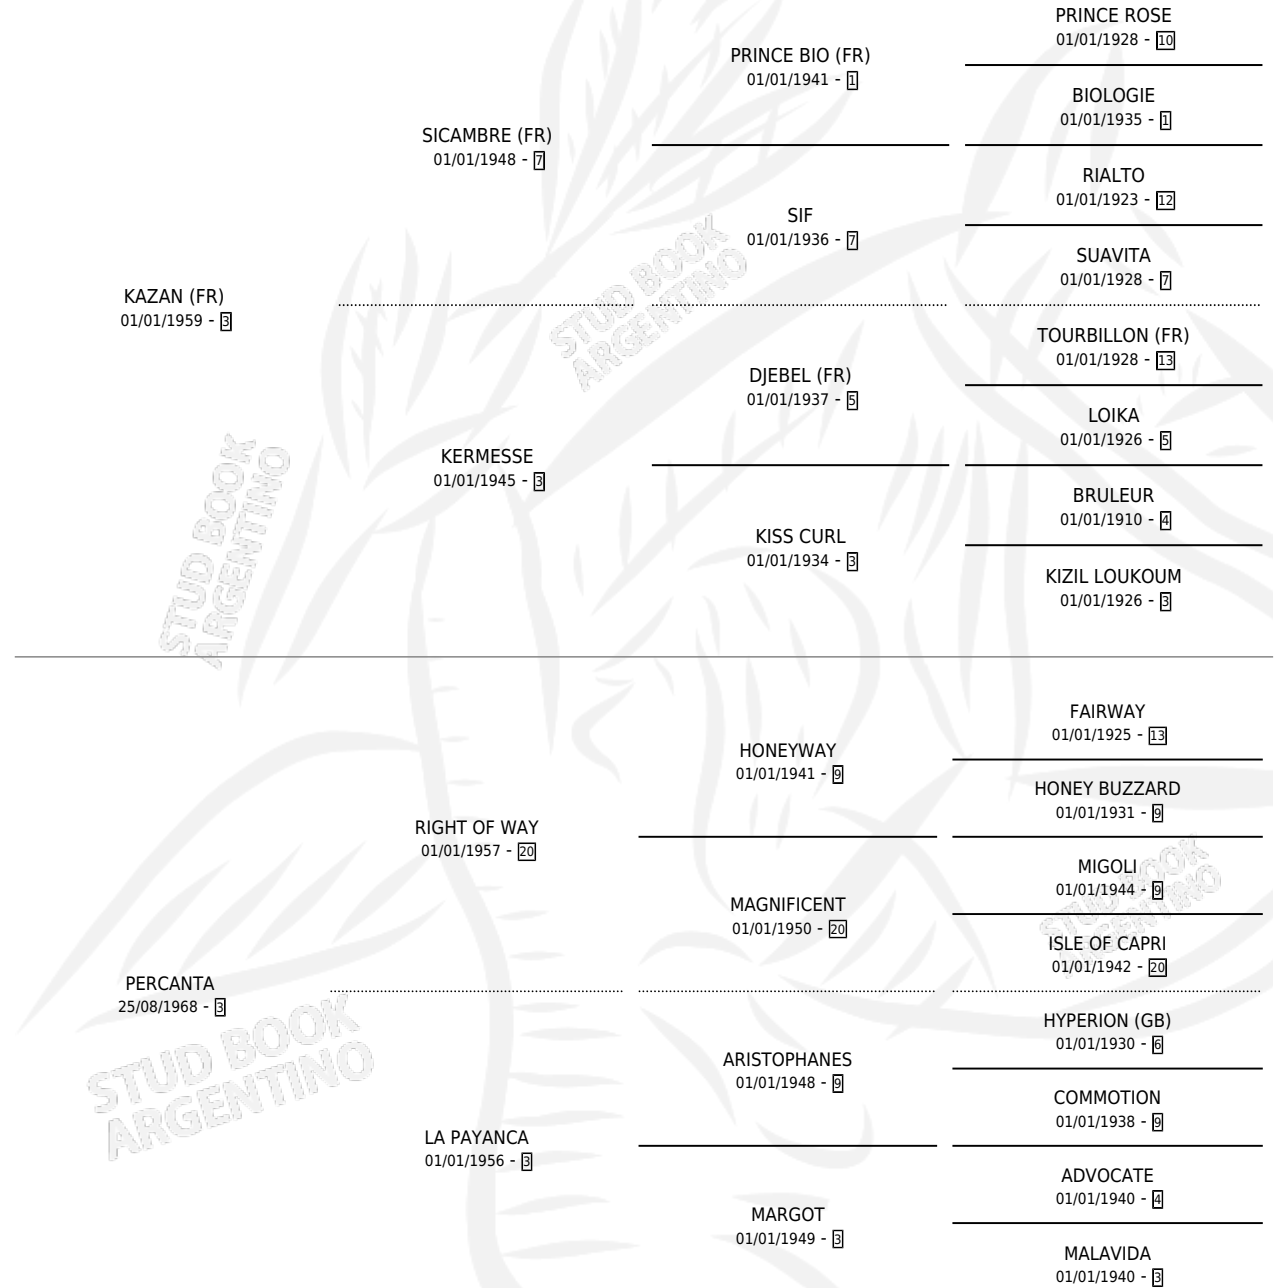 PRINCE ROSE
01/01/1928 - 10
PRINCE BIO (FR)
01/01/1941 - 1
BIOLOGIE
01/01/1935 - 1
SICAMBRE (FR)
01/01/1948 - 7
RIALTO
01/01/1923 - 12
SIF
01/01/1936 - 7
SUAVITA
01/01/1928 - 7
KAZAN (FR)
01/01/1959 - 3
TOURBILLON (FR)
01/01/1928 - 13
DJEBEL (FR)
01/01/1937 - 5
LOIKA
01/01/1926 - 5
KERMESSE
01/01/1945 - 3
BRULEUR
01/01/1910 - 4
KISS CURL
01/01/1934 - 3
KIZIL LOUKOUM
01/01/1926 - 3
FAIRWAY
01/01/1925 - 13
HONEYWAY
01/01/1941 - 9
HONEY BUZZARD
01/01/1931 - 9
RIGHT OF WAY
01/01/1957 - 20
MIGOLI
01/01/1944 - 9
MAGNIFICENT
01/01/1950 - 20
ISLE OF CAPRI
01/01/1942 - 20
PERCANTA
25/08/1968 - 3
HYPERION (GB)
01/01/1930 - 6
ARISTOPHANES
01/01/1948 - 9
COMMOTION
01/01/1938 - 9
LA PAYANCA
01/01/1956 - 3
ADVOCATE
01/01/1940 - 4
MARGOT
01/01/1949 - 3
MALAVIDA
01/01/1940 - 3
STUD BOOK
ARGENTINO
STUD BOOK
ARGENTINO
STUD BOOK
ARGENTINO
STUD BOOK
ARGENTINO